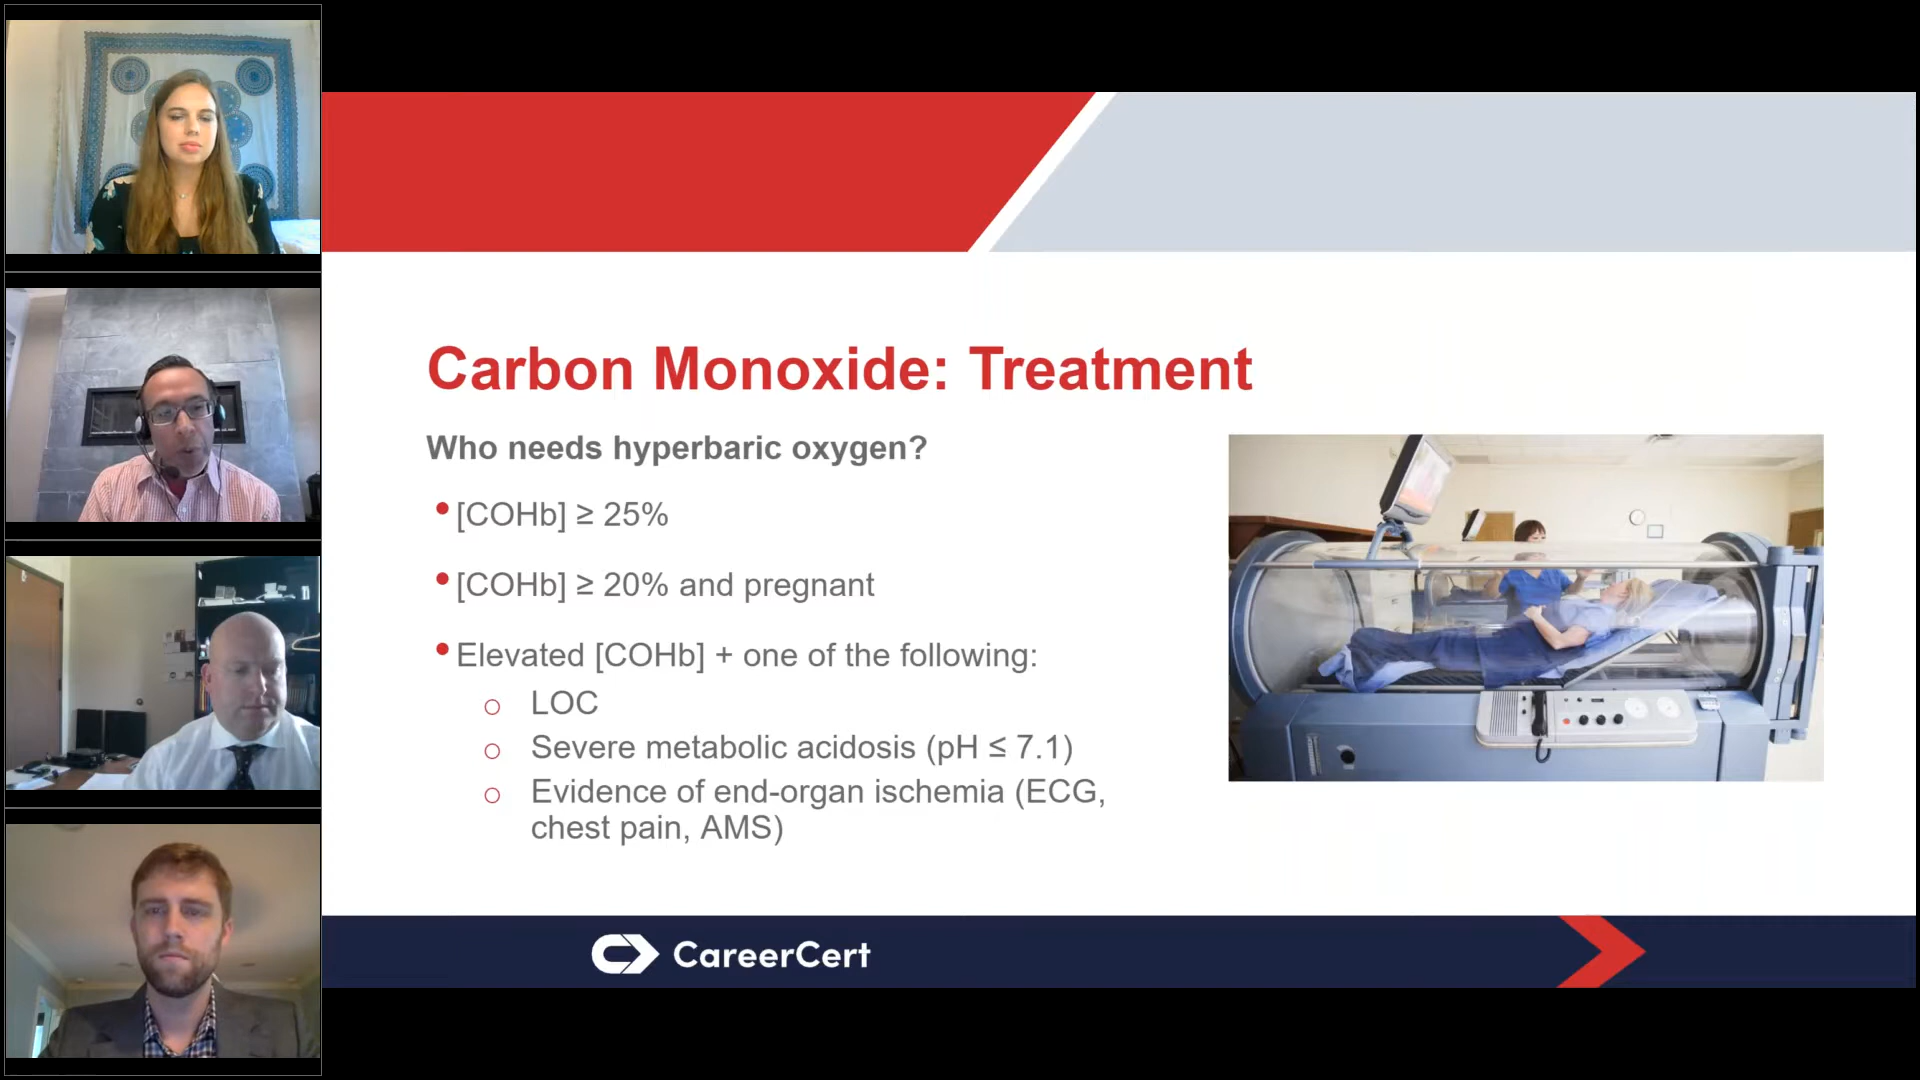 Carbon Monoxide: Treatment
Who needs hyperbaric oxygen?
•[COHb] ≥ 25%
•[COHb] ≥ 20% and pregnant
•Elevated [COHb] + one of the following:
o LOC
o Severe metabolic acidosis (pH ≤ 7.1)
o Evidence of end-organ ischemia (ECG,
chest pain, AMS)
CareerCert